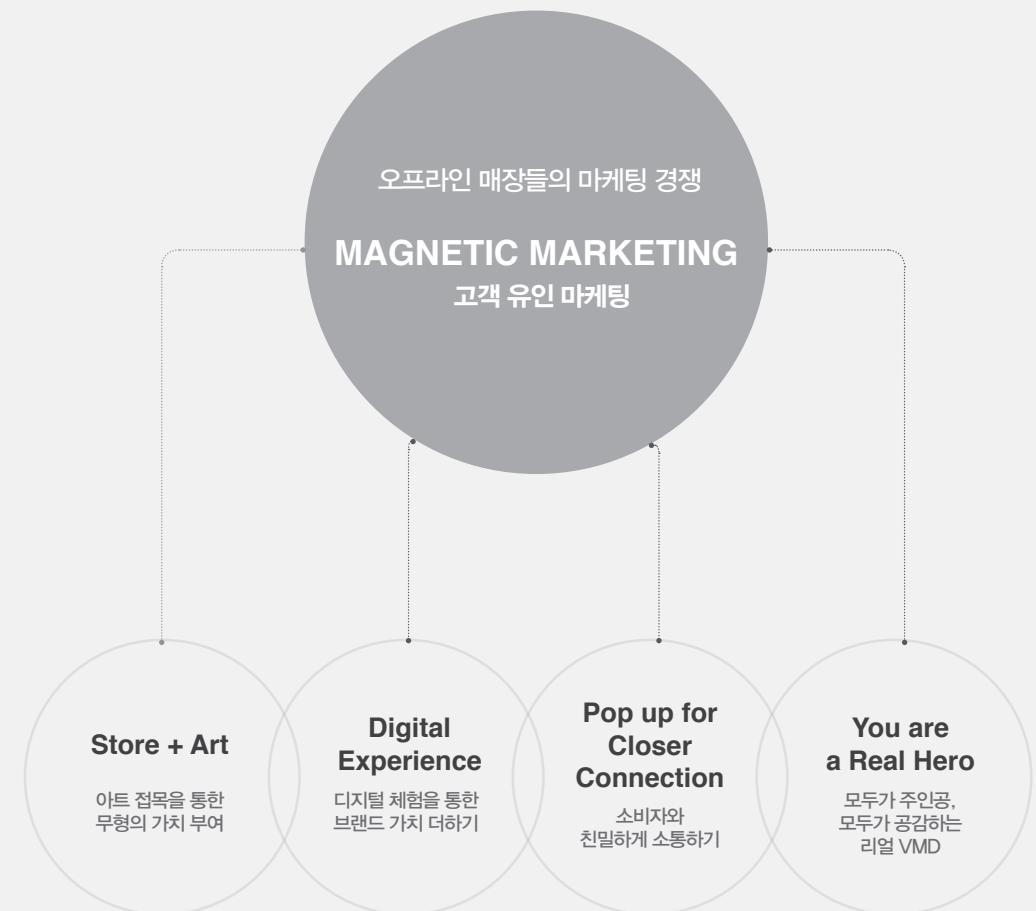 오프라인 매장들의 마케팅 경쟁
MAGNETIC MARKETING
고객 유인 마케팅
Store + Art
아트 접목을 통한
무형의 가치 부여
Digital
Experience
디지털 체험을 통한
브랜드 가치 더하기
Pop up for
Closer
Connection
소비자와
친밀하게 소통하기
You are
a Real Hero
모두가 주인공,
모두가 공감하는
리얼 VMD